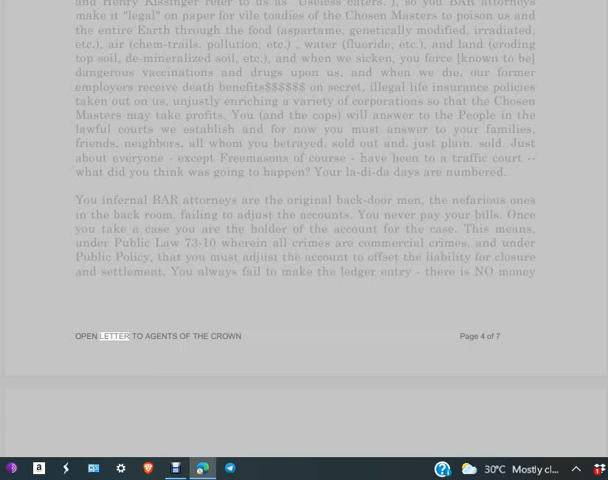 and Henry Kissinger refer to us as "Useless eaters."), so you BAR attorneys
make it "legal" on paper for vile toadies of the Chosen Masters to poison us and
the entire Earth through the food (aspartame, genetically modified, irradiated,
etc.), air (chem-trails, pollution, etc.) , water (fluoride, etc.), and land (eroding
top soil, de-mineralized soil, etc.), and when we sicken, you force [known to be]
dangerous vaccinations and drugs upon us, and when we die, our former
employers receive death benefits$$$$$$ on secret, illegal life insurance policies
taken out on us, unjustly enriching a variety of corporations so that the Chosen
Masters may take profits. You (and the cops) will answer to the People in the
lawful courts we establish and for now you must answer to your families,
friends, neighbors, all whom you betrayed, sold out and, just plain, sold. Just
about everyone - except Freemasons of course - have been to a traffic court --
what did you think was going to happen? Your la-di-da days are numbered.
You infernal BAR attorneys are the original back-door men, the nefarious ones
in the back room, failing to adjust the accounts. You never pay your bills. Once
you take a case you are the holder of the account for the case. This means,
under Public Law 73-10 wherein all crimes are commercial crimes, and under
Public Policy, that you must adjust the account to offset the liability for closure
and settlement. You always fail to make the ledger entry - there is NO money
OPEN LETTER TO AGENTS OF THE CROWN Page 4 of 7
a 30°C Mostly cl...